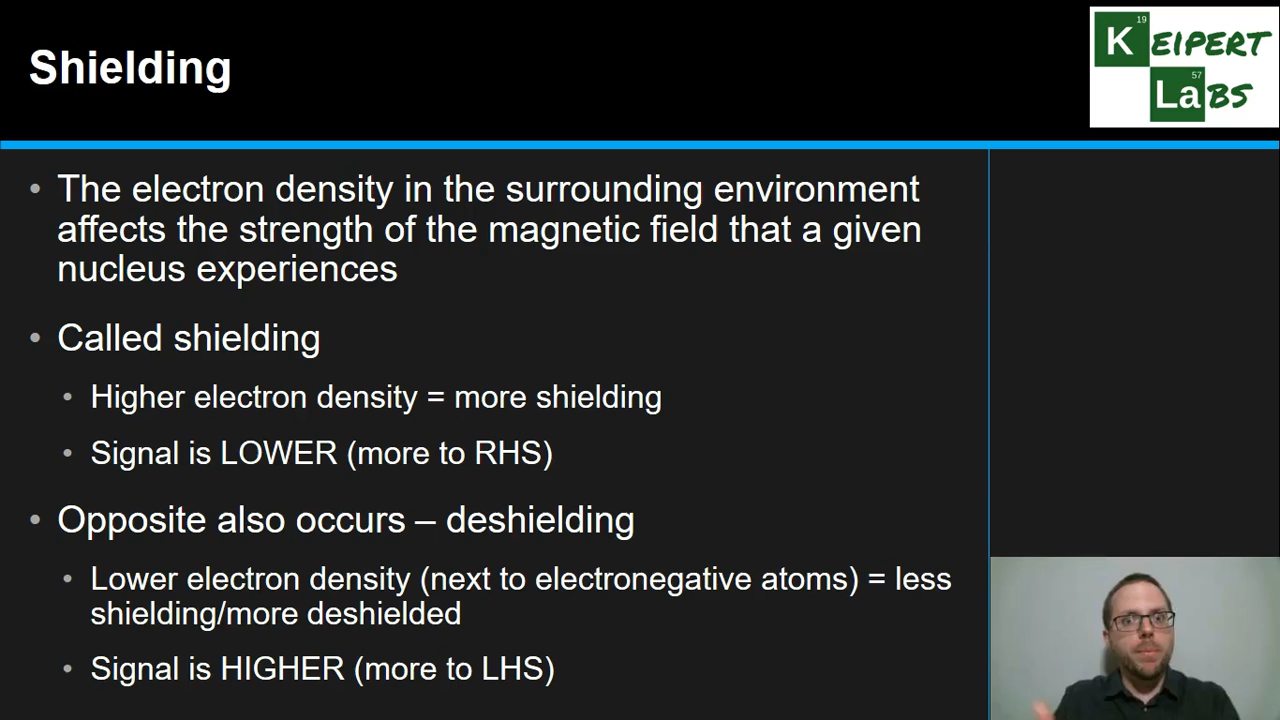 Shielding
19
KEIPERT
57
LaBS
• The electron density in the surrounding environment
affects the strength of the magnetic field that a given
nucleus experiences
• Called shielding
• Higher electron density = more shielding
• Signal is LOWER (more to RHS)
• Opposite also occurs – deshielding
• Lower electron density (next to electronegative atoms) = less
shielding/more deshielded
• Signal is HIGHER (more to LHS)